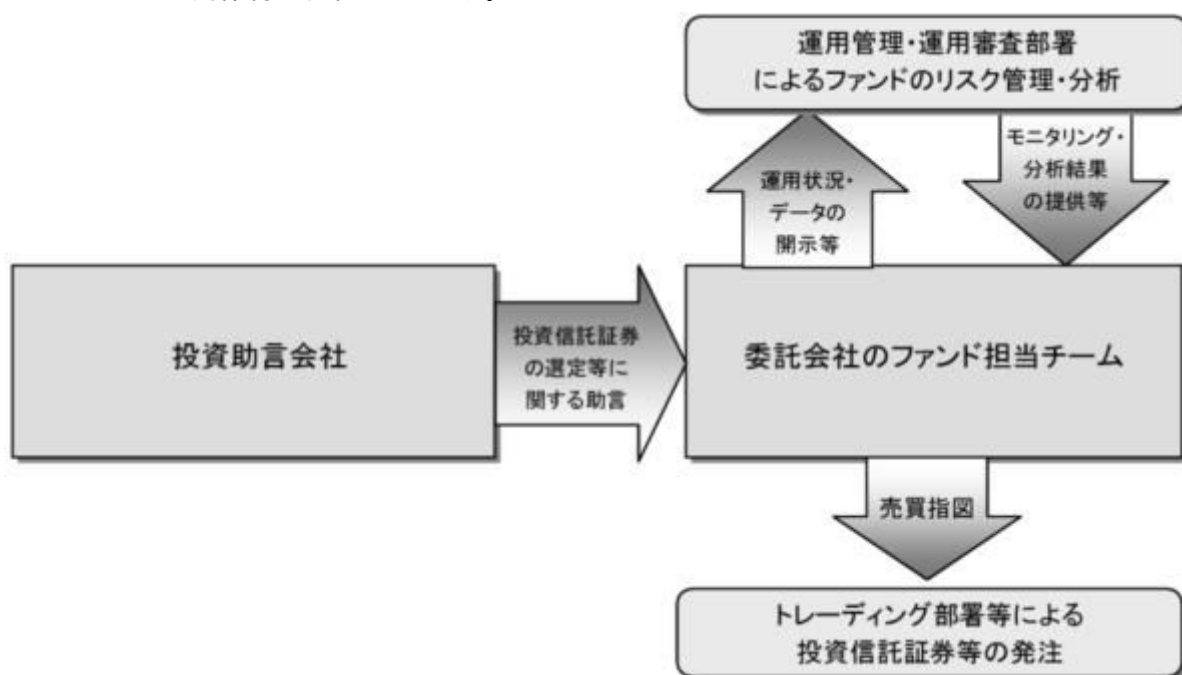 運用管理・運用審査部署
によるファンドのリスク管理・分析
運用状況・
データの
開示等
モニタリング・
分析結果
の提供等
投資助言会社
投資信託証券
の選定等に
関する助言
委託会社のファンド担当チーム
売買指図
トレーディング部署等による
投資信託証券等の発注